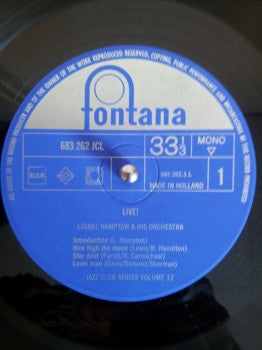 ALL RIGHTS OF THE RECORD PRODUCER AND OF THE OWNER OF THE WORK REPRODUCED RESERVED. COPYING, PUBLIC PERFORMANCE AND BROADCASTING OF THIS RECORD PROHIBITED
fontana
683 262 JCL
33 1/3
MONO
BIEM
683 262.1 L
1
MADE IN HOLLAND
LIVE!
LIONEL HAMPTON & HIS ORCHESTRA
Introduction (L. Hampton)
How high the moon (Lewis/N. Hamilton)
Star dust (Parish/H. Carmichael)
Lover man (Davis/Ramirez/Sherman)
JAZZ CLUB SERIES VOLUME 12